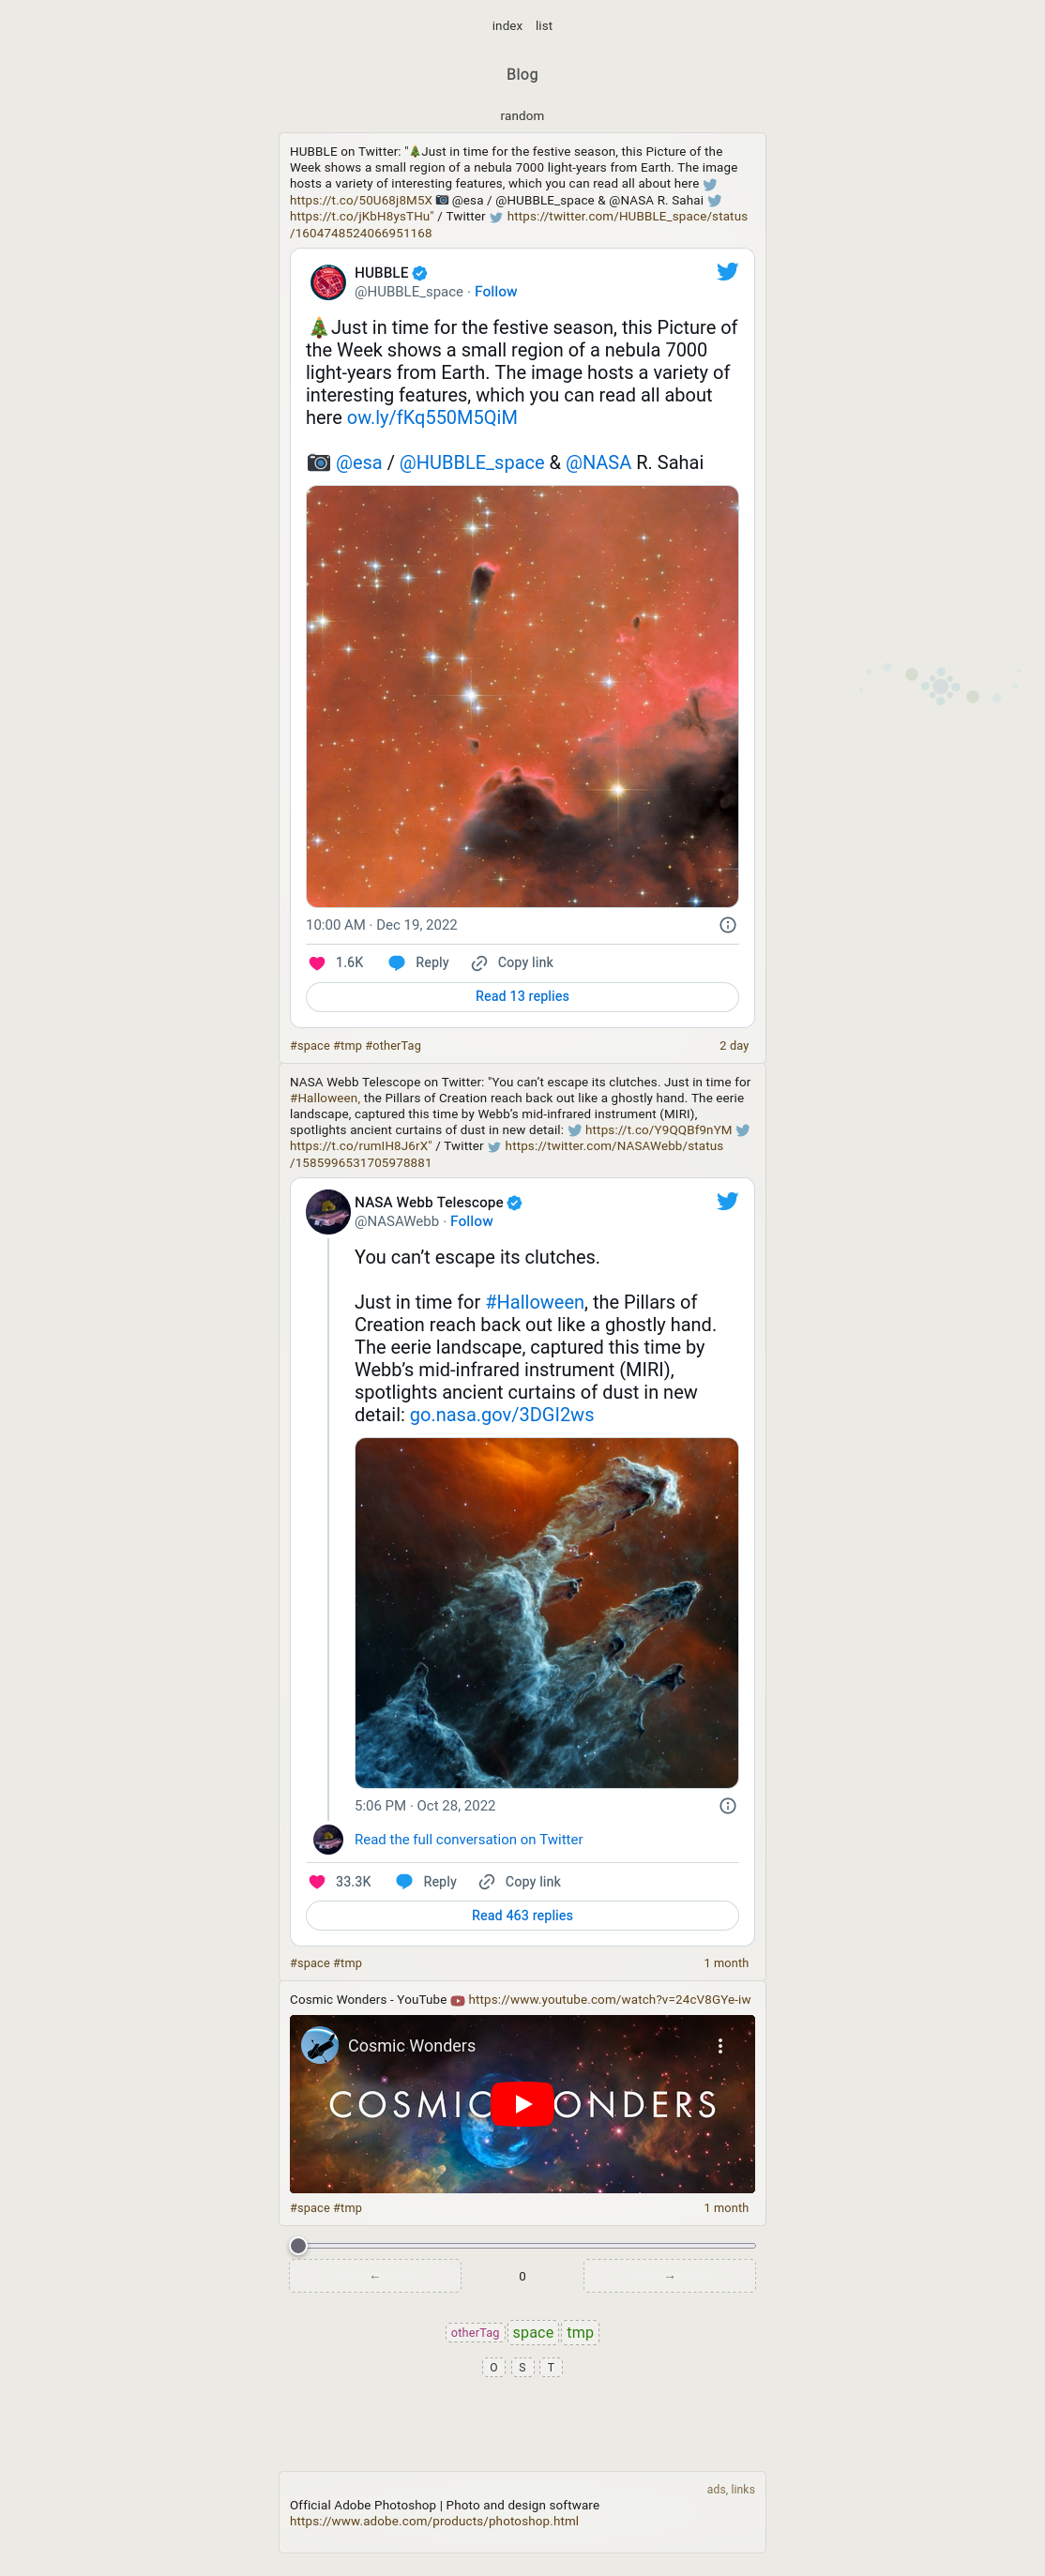 index list
Blog
random
HUBBLE on Twitter: "🎄Just in time for the festive season, this Picture of the
Week shows a small region of a nebula 7000 light-years from Earth. The image
hosts a variety of interesting features, which you can read all about here
https://t.co/50U68j8M5X 📷 @esa / @HUBBLE_space & @NASA R. Sahai
https://t.co/jKbH8ysTHu" / Twitter https://twitter.com/HUBBLE_space/status
/1604748524066951168
HUBBLE
@HUBBLE_space · Follow
🎄Just in time for the festive season, this Picture of
the Week shows a small region of a nebula 7000
light-years from Earth. The image hosts a variety of
interesting features, which you can read all about
here ow.ly/fKq550M5QiM
📷 @esa / @HUBBLE_space & @NASA R. Sahai
10:00 AM · Dec 19, 2022
1.6K Reply Copy link
Read 13 replies
#space #tmp #otherTag 2 day
NASA Webb Telescope on Twitter: "You can’t escape its clutches. Just in time for
#Halloween, the Pillars of Creation reach back out like a ghostly hand. The eerie
landscape, captured this time by Webb’s mid-infrared instrument (MIRI),
spotlights ancient curtains of dust in new detail: https://t.co/Y9QQBf9nYM
https://t.co/rumIH8J6rX" / Twitter https://twitter.com/NASAWebb/status
/1585996531705978881
NASA Webb Telescope
@NASAWebb · Follow
You can’t escape its clutches.
Just in time for #Halloween, the Pillars of
Creation reach back out like a ghostly hand.
The eerie landscape, captured this time by
Webb’s mid-infrared instrument (MIRI),
spotlights ancient curtains of dust in new
detail: go.nasa.gov/3DGI2ws
5:06 PM · Oct 28, 2022
Read the full conversation on Twitter
33.3K Reply Copy link
Read 463 replies
#space #tmp 1 month
Cosmic Wonders - YouTube https://www.youtube.com/watch?v=24cV8GYe-iw
Cosmic Wonders
COSMIC WONDERS
#space #tmp 1 month
← 0 →
otherTag space tmp
O S T
ads, links
Official Adobe Photoshop | Photo and design software
https://www.adobe.com/products/photoshop.html